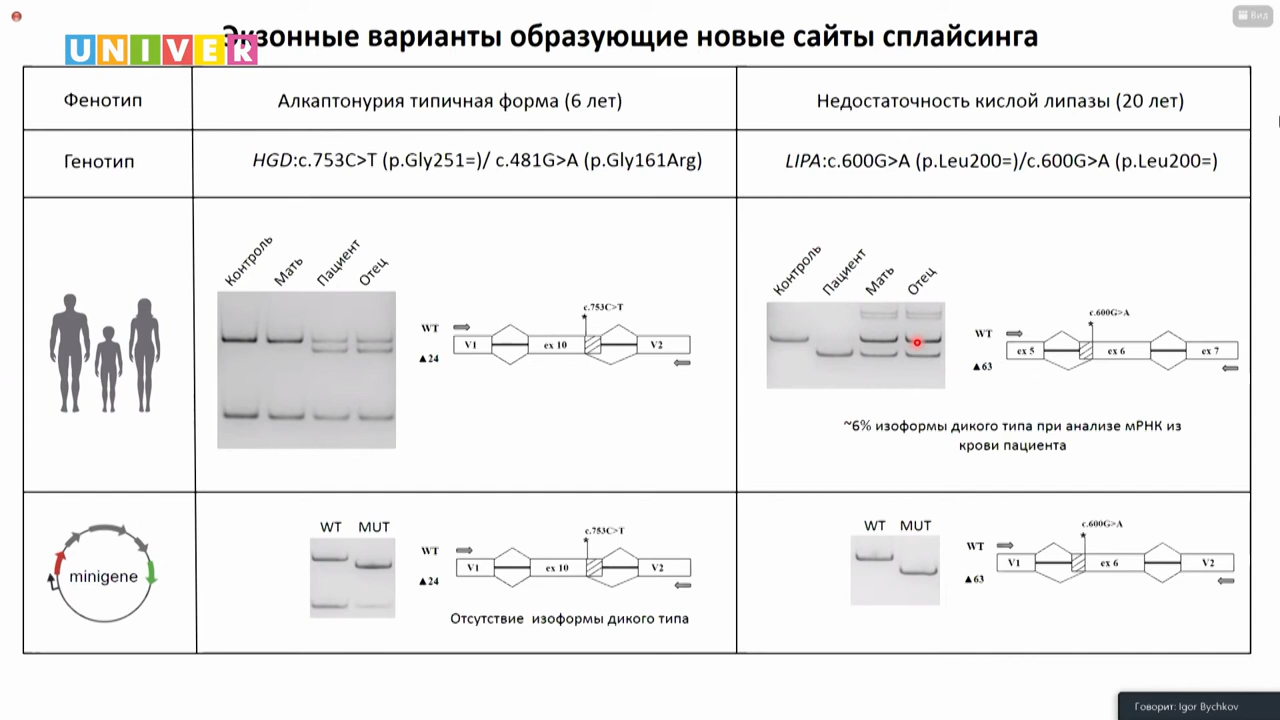 Вид
Экзонные варианты образующие новые сайты сплайсинга
UNIVER
Фенотип
Алкаптонурия типичная форма (6 лет)
Недостаточность кислой липазы (20 лет)
Генотип
HGD:c.753C>T (p.Gly251=)/ c.481G>A (p.Gly161Arg)
LIPA:c.600G>A (p.Leu200=)/c.600G>A (p.Leu200=)
Контроль
Мать
Пациент
Отец
c.753C>T
WT
V1
ex 10
V2
▲24
Контроль
Пациент
Мать
Отец
c.600G>A
WT
ex 5
ex 6
ex 7
▲63
~6% изоформы дикого типа при анализе мРНК из
крови пациента
minigene
WT
MUT
c.753C>T
WT
V1
ex 10
V2
▲24
Отсутствие изоформы дикого типа
WT
MUT
c.600G>A
WT
V1
ex 6
V2
▲63
Говорит: Igor Bychkov